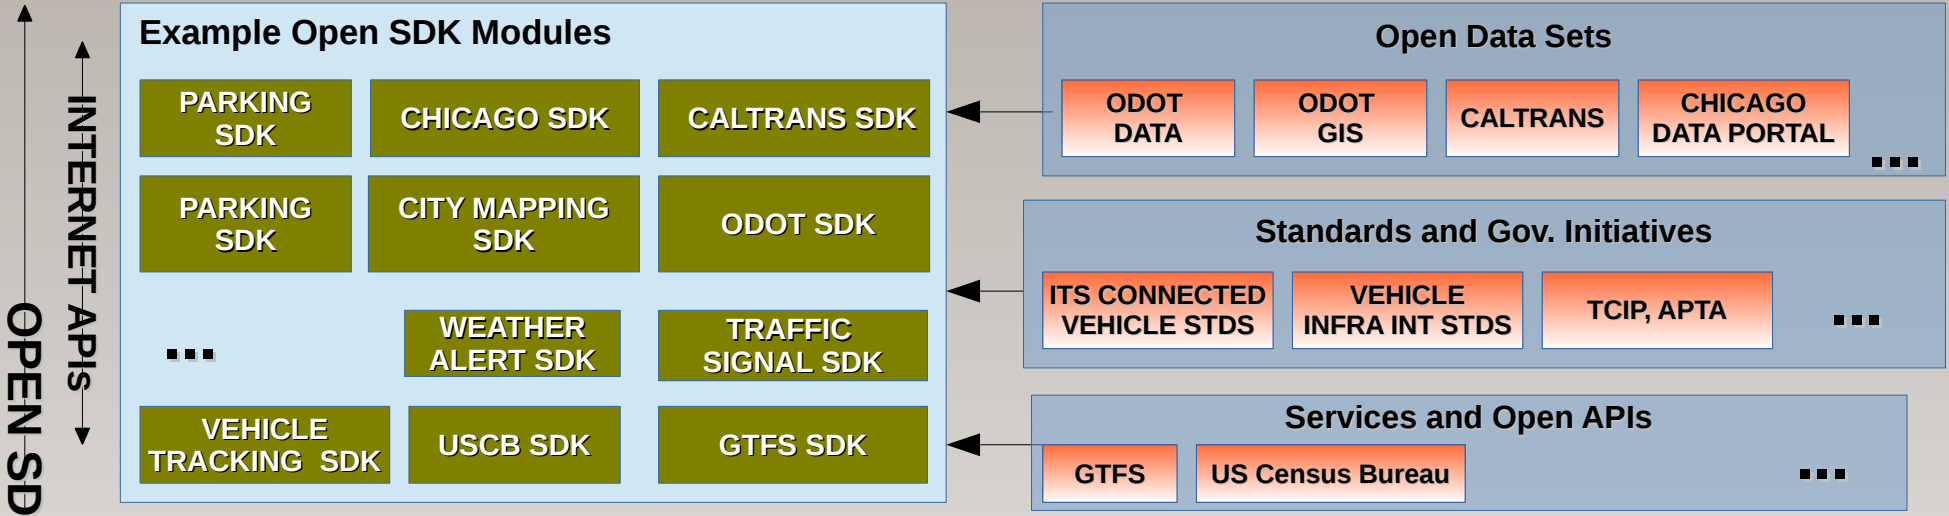 OPEN SD
INTERNET APIs
Example Open SDK Modules
PARKING
SDK
CHICAGO SDK
CALTRANS SDK
PARKING
SDK
CITY MAPPING
SDK
ODOT SDK
...
WEATHER
ALERT SDK
TRAFFIC
SIGNAL SDK
VEHICLE
TRACKING SDK
USCB SDK
GTFS SDK
Open Data Sets
ODOT
DATA
ODOT
GIS
CALTRANS
CHICAGO
DATA PORTAL
...
Standards and Gov. Initiatives
ITS CONNECTED
VEHICLE STDS
VEHICLE
INFRA INT STDS
TCIP, APTA
...
Services and Open APIs
GTFS
US Census Bureau
...